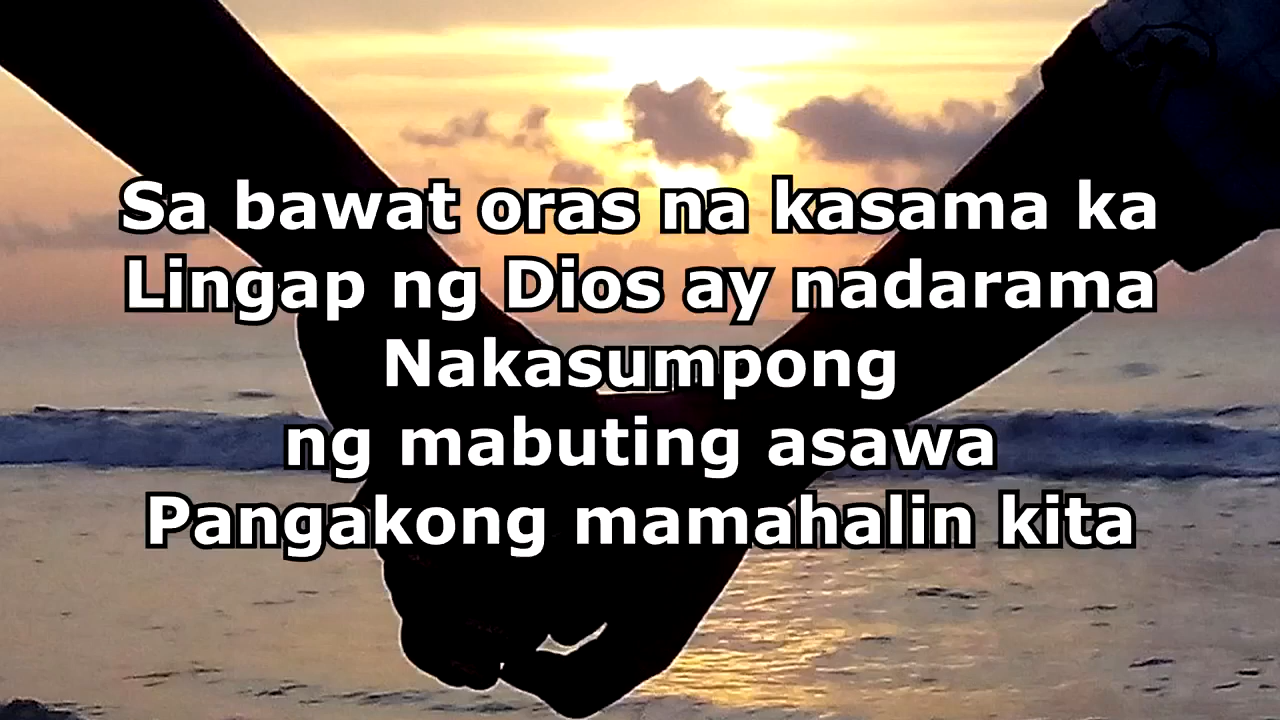 Sa bawat oras na kasama ka
Lingap ng Dios ay nadarama
Nakasumpong
ng mabuting asawa
Pangakong mamahalin kita